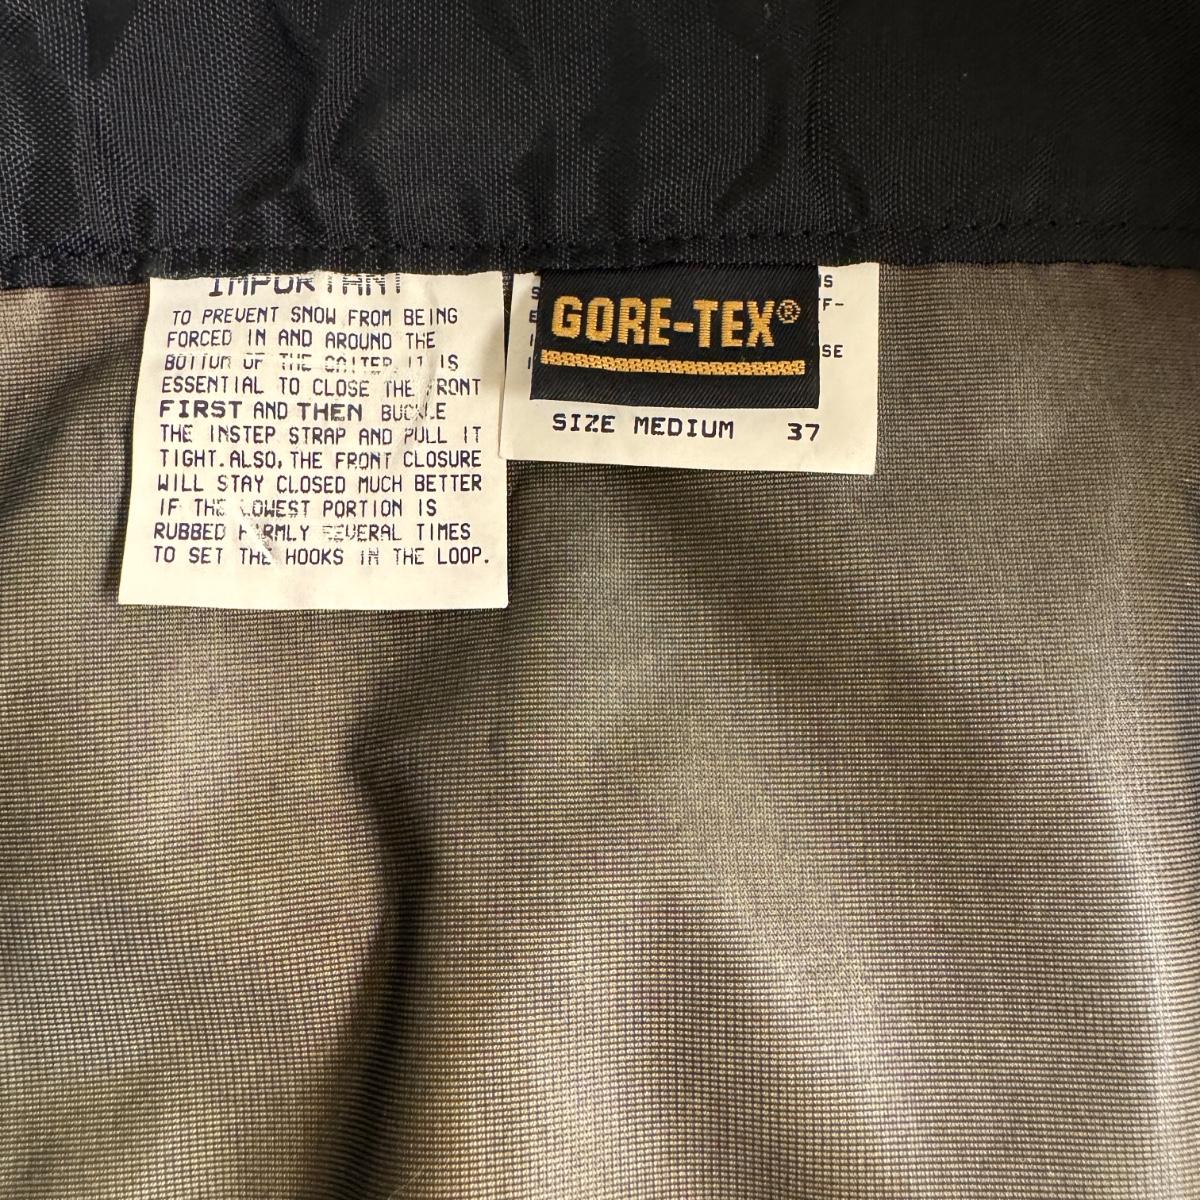 IMPORTANT
TO PREVENT SNOW FROM BEING
FORCED IN AND AROUND THE
BOTTOM OF THE GAITER IT IS
ESSENTIAL TO CLOSE THE FRONT
FIRST AND THEN BUCKLE
THE INSTEP STRAP AND PULL IT
TIGHT. ALSO, THE FRONT CLOSURE
WILL STAY CLOSED MUCH BETTER
IF THE LOWEST PORTION IS
RUBBED FIRMLY SEVERAL TIMES
TO SET THE HOOKS IN THE LOOP.
GORE-TEX®
SIZE MEDIUM 37